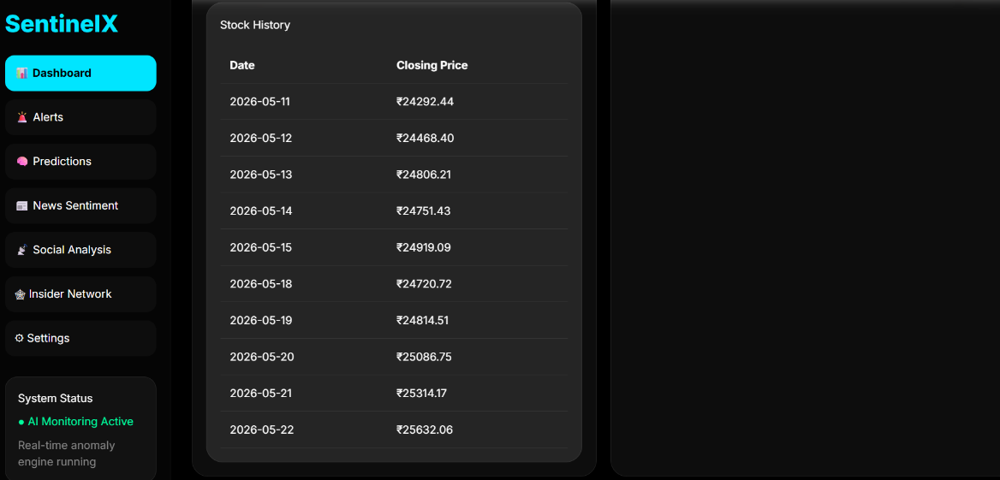 SentinelX
📊 Dashboard
🚨 Alerts
🧠 Predictions
📰 News Sentiment
📡 Social Analysis
🕸 Insider Network
⚙ Settings
System Status
● AI Monitoring Active
Real-time anomaly
engine running
Stock History
Date Closing Price
2026-05-11 ₹24292.44
2026-05-12 ₹24468.40
2026-05-13 ₹24806.21
2026-05-14 ₹24751.43
2026-05-15 ₹24919.09
2026-05-18 ₹24720.72
2026-05-19 ₹24814.51
2026-05-20 ₹25086.75
2026-05-21 ₹25314.17
2026-05-22 ₹25632.06